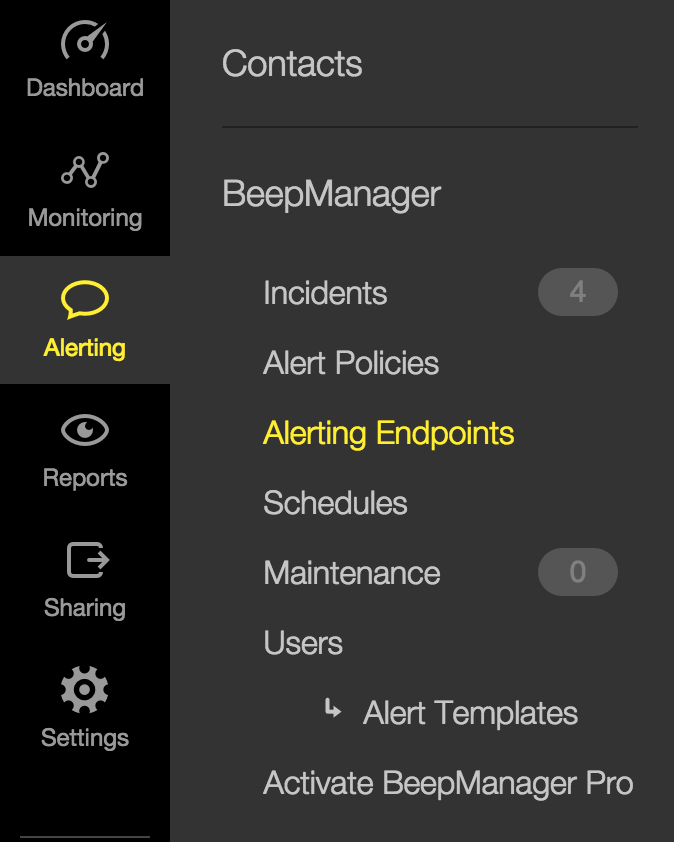 Dashboard
Monitoring
Alerting
Reports
Sharing
Settings
Contacts
BeepManager
Incidents 4
Alert Policies
Alerting Endpoints
Schedules
Maintenance 0
Users
Alert Templates
Activate BeepManager Pro